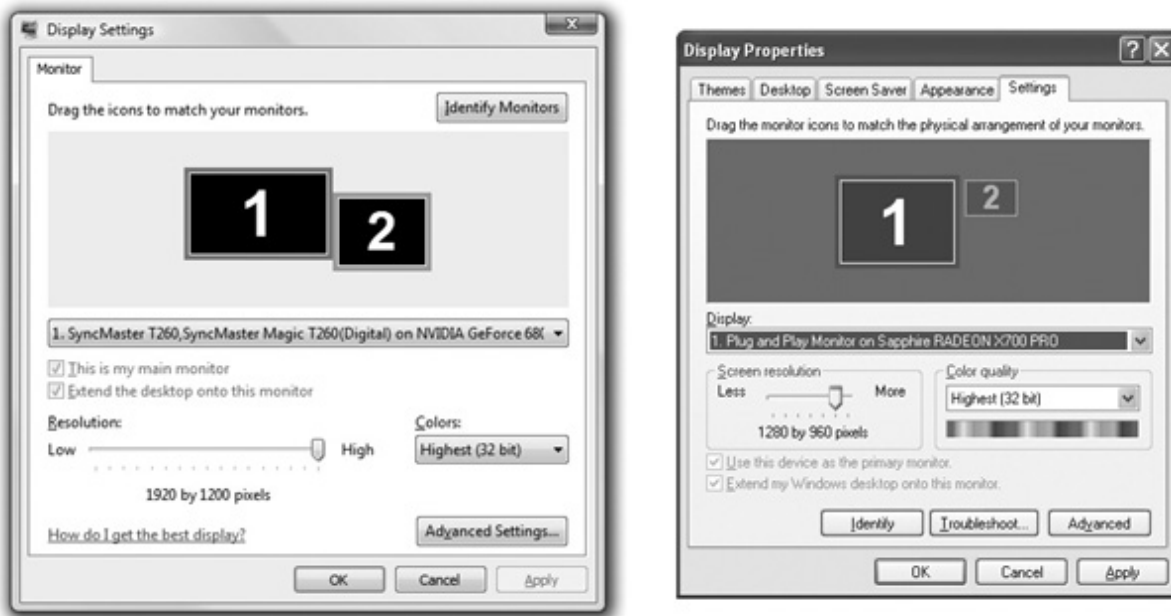 Display Settings
Monitor
Drag the icons to match your monitors.
Identify Monitors
1
2
1. SyncMaster T260,SyncMaster Magic T260(Digital) on NVIDIA GeForce 68
This is my main monitor
Extend the desktop onto this monitor
Resolution:
Low
High
1920 by 1200 pixels
Colors:
Highest (32 bit)
How do I get the best display?
Advanced Settings...
OK
Cancel
Apply
Display Properties
Themes
Desktop
Screen Saver
Appearance
Settings
Drag the monitor icons to match the physical arrangement of your monitors.
1
2
Display:
1. Plug and Play Monitor on Sapphire RADEON X700 PRO
Screen resolution
Less
More
1280 by 960 pixels
Color quality
Highest (32 bit)
Use this device as the primary monitor.
Extend my Windows desktop onto this monitor.
Identify
Troubleshoot...
Advanced
OK
Cancel
Apply